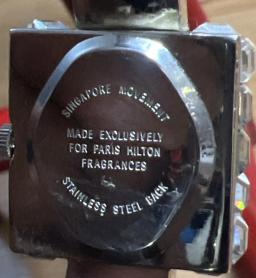 SINGAPORE MOVEMENT
MADE EXCLUSIVELY
FOR PARIS HILTON
FRAGRANCES
STAINLESS STEEL BACK